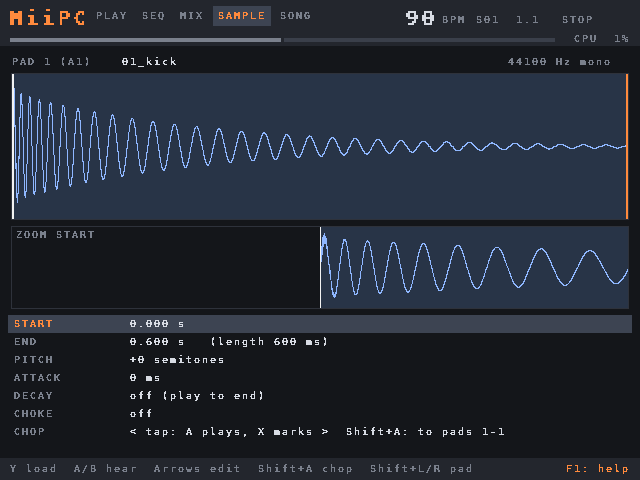 MiiPC PLAY SEQ MIX SAMPLE SONG 90 BPM S01 1.1 STOP
CPU 1%
PAD 1 (A1) 01_kick 44100 Hz mono
ZOOM START
START 0.000 s
END 0.600 s (length 600 ms)
PITCH +0 semitones
ATTACK 0 ms
DECAY off (play to end)
CHOKE off
CHOP < tap: A plays, X marks > Shift+A: to pads 1-1
Y load A/B hear Arrows edit Shift+A chop Shift+L/R pad F1: help